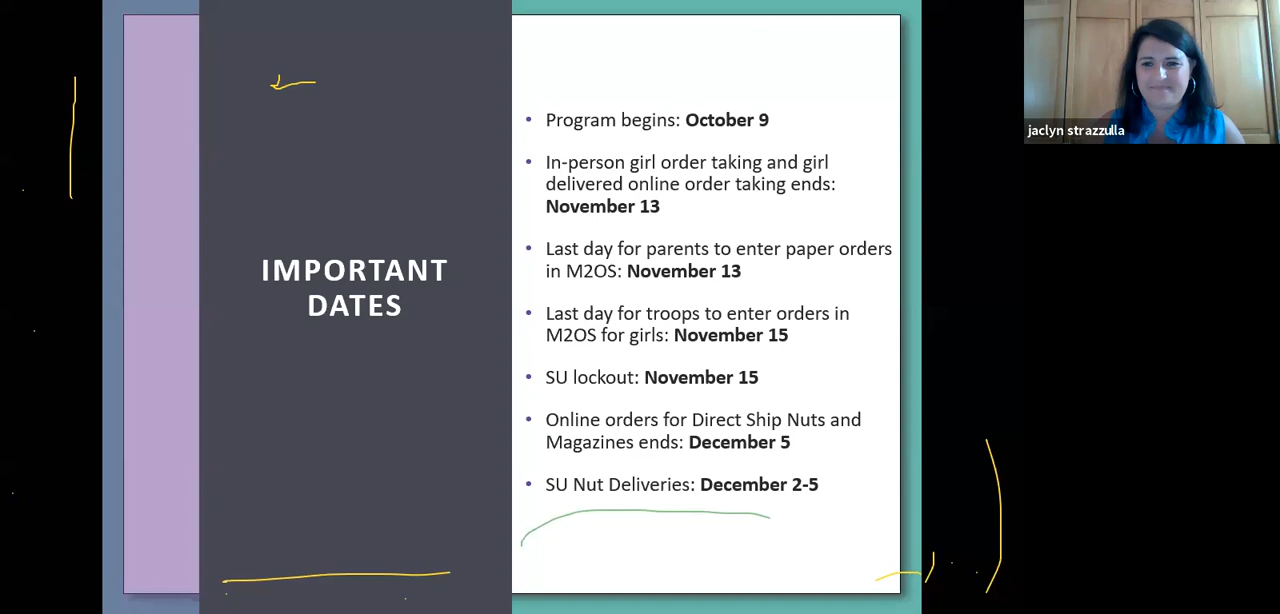 IMPORTANT
DATES
• Program begins: October 9
• In-person girl order taking and girl
delivered online order taking ends:
November 13
• Last day for parents to enter paper orders
in M2OS: November 13
• Last day for troops to enter orders in
M2OS for girls: November 15
• SU lockout: November 15
• Online orders for Direct Ship Nuts and
Magazines ends: December 5
• SU Nut Deliveries: December 2-5
jaclyn strazzulla